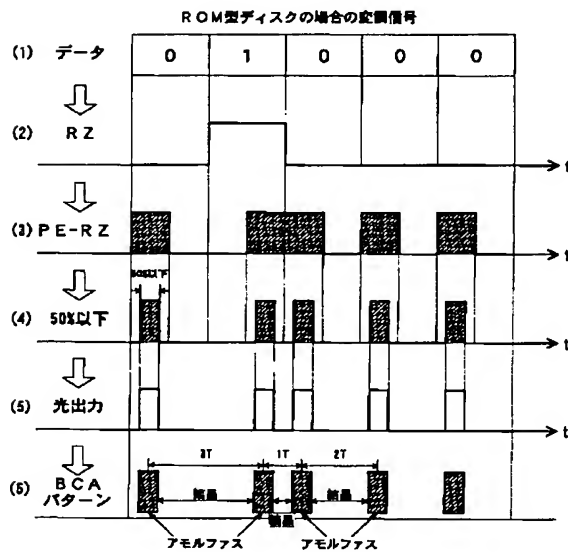 ROM型ディスクの場合の変調信号
(1) データ 0 1 0 0 0
(2) RZ t
(3) PE-RZ t
50%以下
(4) 50%以下 t
(5) 光出力 t
3T 1T 2T
(6) BCA
パターン
結晶 結晶
結晶
アモルファス アモルファス